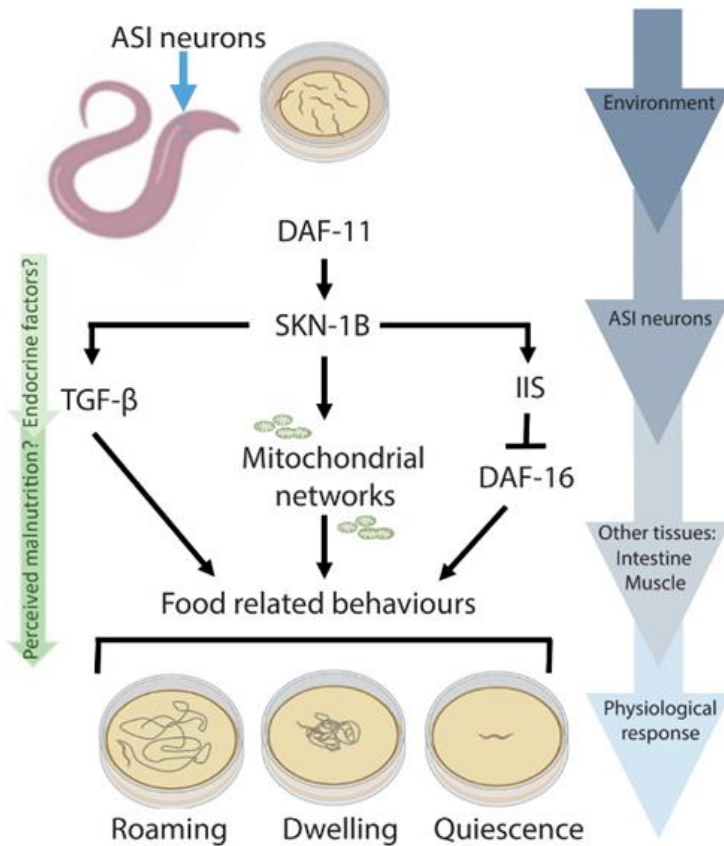 ASI neurons
Environment
DAF-11
SKN-1B
ASI neurons
Endocrine factors?
TGF-β
IIS
Mitochondrial
networks
DAF-16
Perceived malnutrition?
Other tissues:
Intestine
Muscle
Food related behaviours
Physiological
response
Roaming
Dwelling
Quiescence